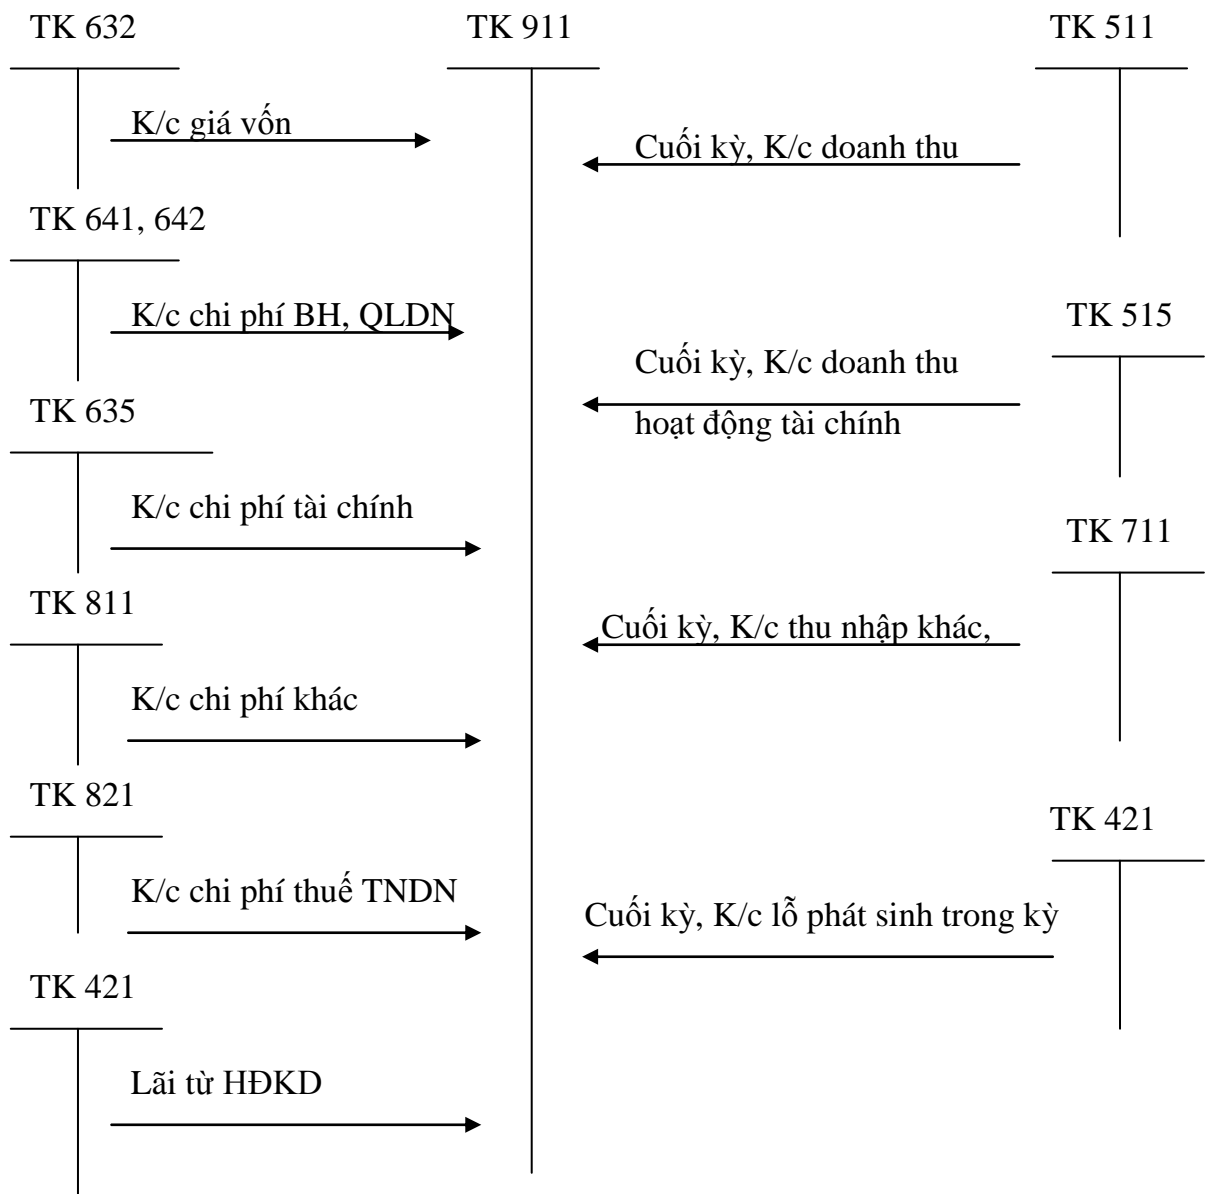 TK 632
TK 911
TK 511
K/c giá vốn
Cuối kỳ, K/c doanh thu
TK 641, 642
K/c chi phí BH, QLDN
TK 515
Cuối kỳ, K/c doanh thu
hoạt động tài chính
TK 635
K/c chi phí tài chính
TK 711
TK 811
Cuối kỳ, K/c thu nhập khác,
K/c chi phí khác
TK 821
TK 421
K/c chi phí thuế TNDN
Cuối kỳ, K/c lỗ phát sinh trong kỳ
TK 421
Lãi từ HĐKD